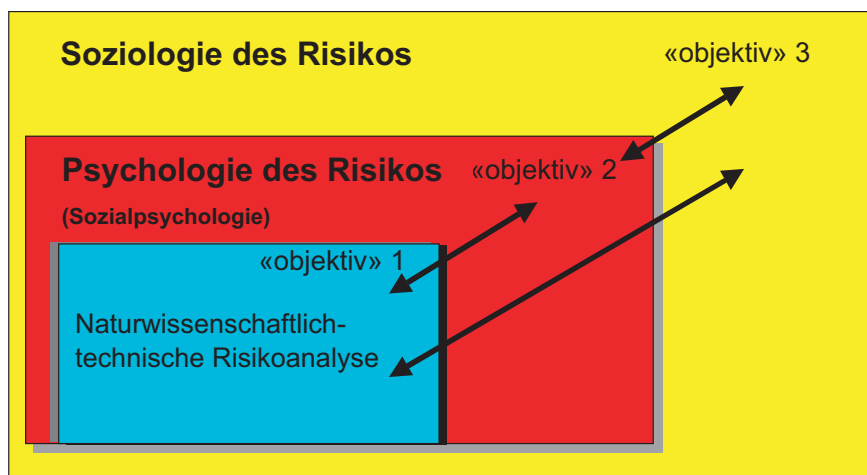 Soziologie des Risikos
«objektiv» 3
Psychologie des Risikos
«objektiv» 2
(Sozialpsychologie)
«objektiv» 1
Naturwissenschaftlich-
technische Risikoanalyse